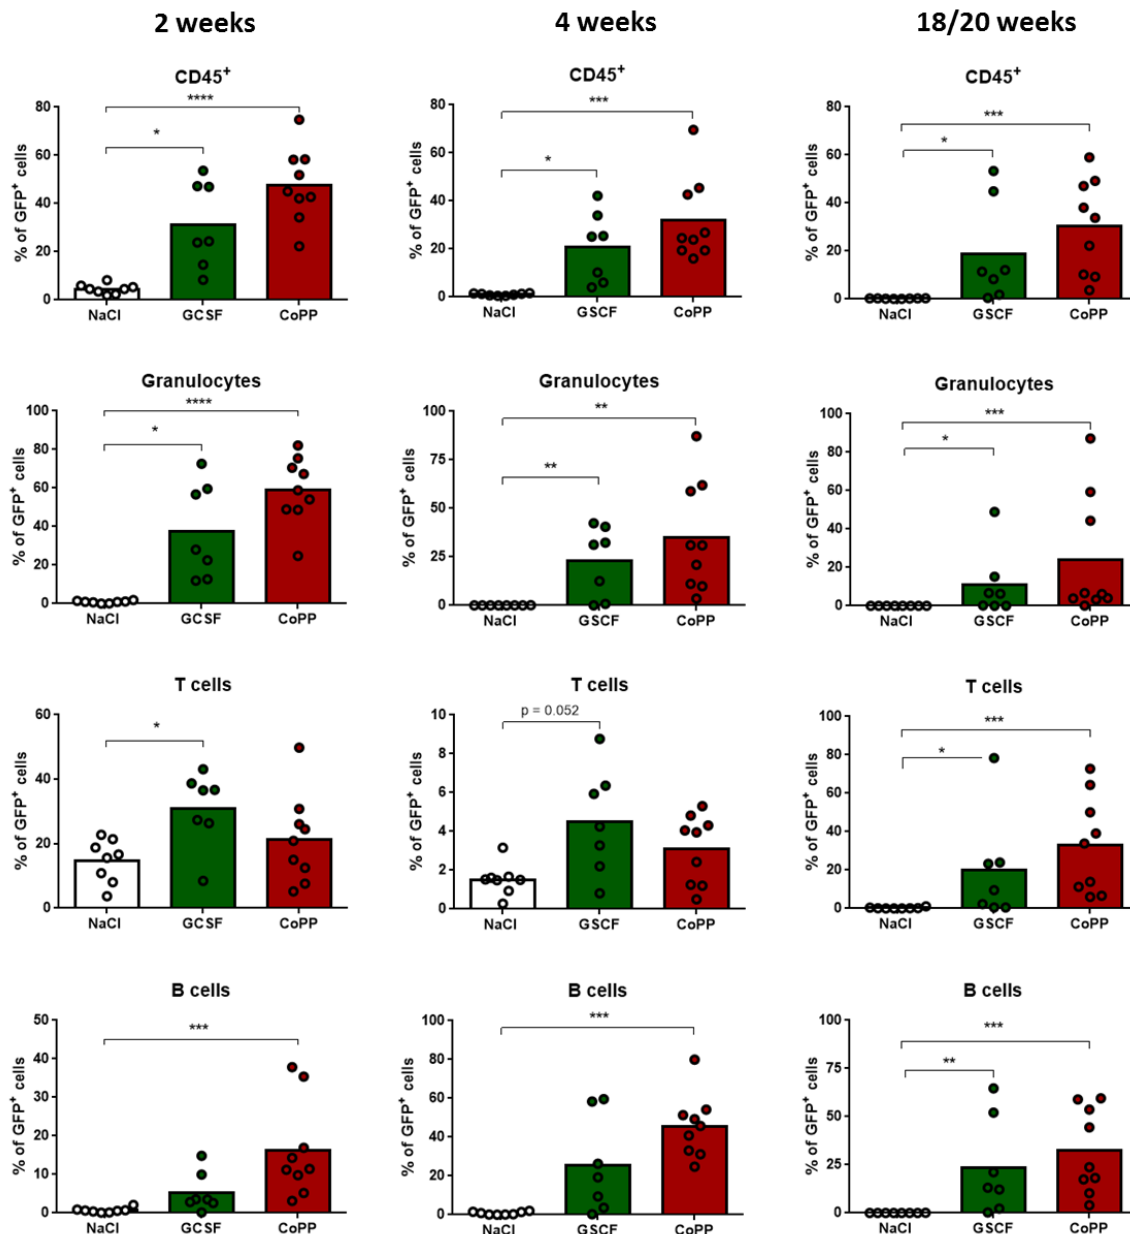 2 weeks 4 weeks 18/20 weeks
CD45+ CD45+ CD45+
% of GFP+ cells
80
60
40
20
0
****
*
NaCl GCSF CoPP
% of GFP+ cells
80
60
40
20
0
***
*
NaCl GSCF CoPP
% of GFP+ cells
80
60
40
20
0
***
*
NaCl GSCF CoPP
Granulocytes Granulocytes Granulocytes
% of GFP+ cells
100
80
60
40
20
0
****
*
NaCl GCSF CoPP
% of GFP+ cells
100
75
50
25
0
**
**
NaCl GSCF CoPP
% of GFP+ cells
100
80
60
40
20
0
***
*
NaCl GSCF CoPP
T cells T cells T cells
% of GFP+ cells
60
40
20
0
*
NaCl GCSF CoPP
% of GFP+ cells
10
8
6
4
2
0
p = 0.052
NaCl GSCF CoPP
% of GFP+ cells
100
80
60
40
20
0
***
*
NaCl GSCF CoPP
B cells B cells B cells
% of GFP+ cells
50
40
30
20
10
0
***
NaCl GCSF CoPP
% of GFP+ cells
100
80
60
40
20
0
***
NaCl GSCF CoPP
% of GFP+ cells
100
75
50
25
0
***
**
NaCl GSCF CoPP